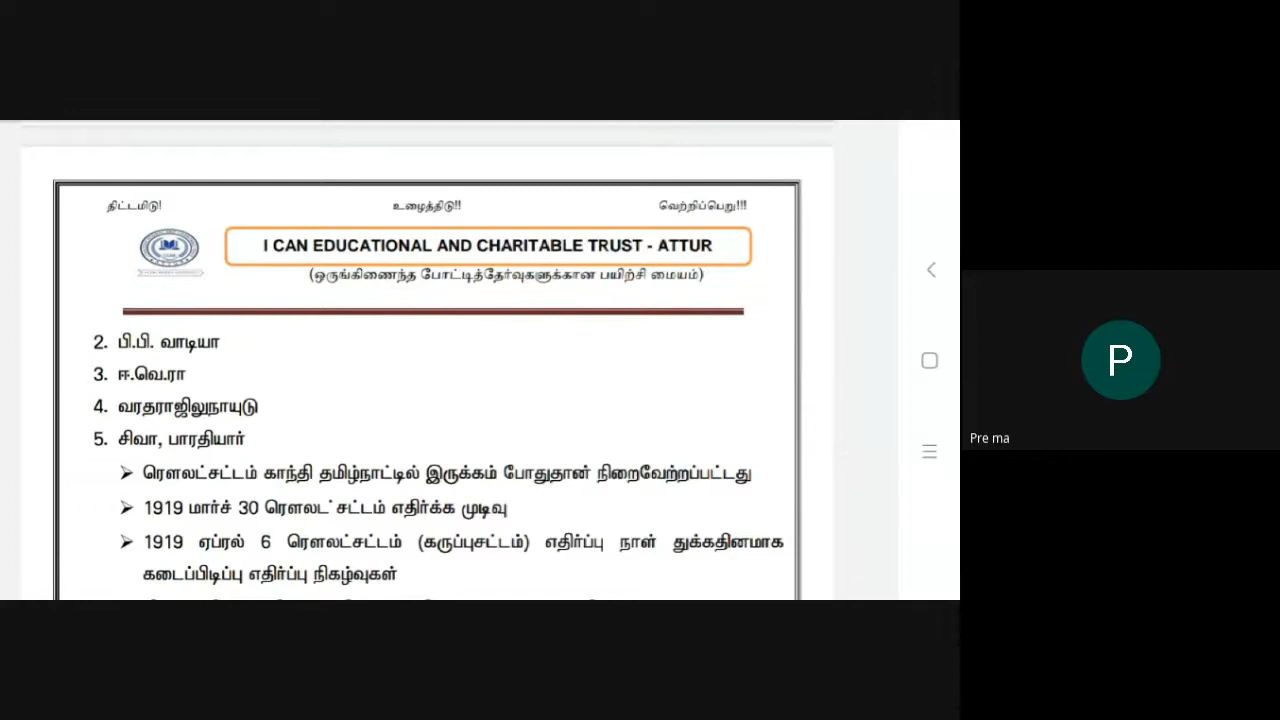 திட்டமிடு! உழைத்திடு!! வெற்றிப்பெறு!!!
I CAN EDUCATIONAL AND CHARITABLE TRUST - ATTUR
(ஒருங்கிணைந்த போட்டித்தேர்வுகளுக்கான பயிற்சி மையம்)
2. பி.பி. வாடியா
3. ஈ.வெ.ரா
4. வரதராஜிலுநாயுடு
5. சிவா, பாரதியார்
➢ ரௌலட்சட்டம் காந்தி தமிழ்நாட்டில் இருக்கம் போதுதான் நிறைவேற்றப்பட்டது
➢ 1919 மார்ச் 30 ரௌலட் சட்டம் எதிர்க்க முடிவு
➢ 1919 ஏப்ரல் 6 ரௌலட்சட்டம் (கருப்புசட்டம்) எதிர்ப்பு நாள் துக்கதினமாக
கடைப்பிடிப்பு எதிர்ப்பு நிகழ்வுகள்
P
Pre ma